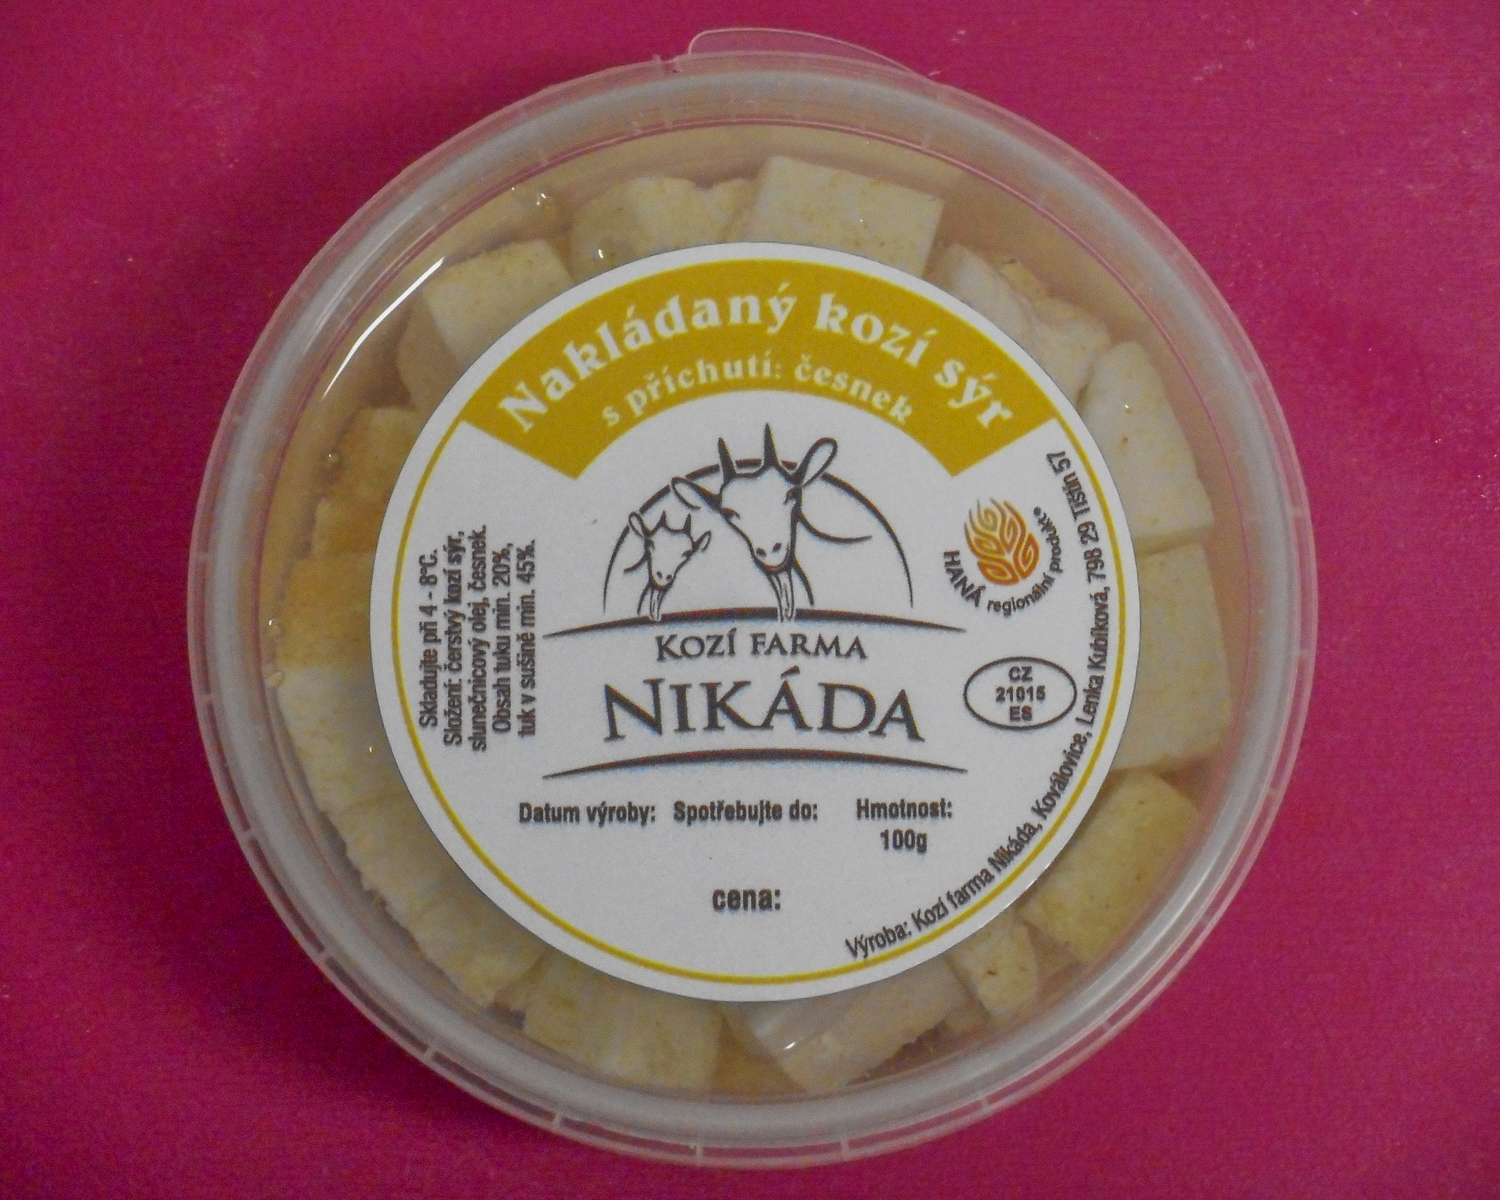 Nakládaný kozí sýr
s příchutí: česnek
Skladujte při 4 - 8°C.
Složení: čerstvý kozí sýr,
slunečnicový olej, česnek.
Obsah tuku min. 20%,
tuk v sušině min. 45%.
HANÁ regionální produkt®
KOZÍ FARMA
NIKÁDA
CZ
21015
ES
Datum výroby: Spotřebujte do: Hmotnost:
100g
cena:
Výroba: Kozí farma Nikáda, Koválovice, Lenka Kubíková, 798 29 Tištín 57